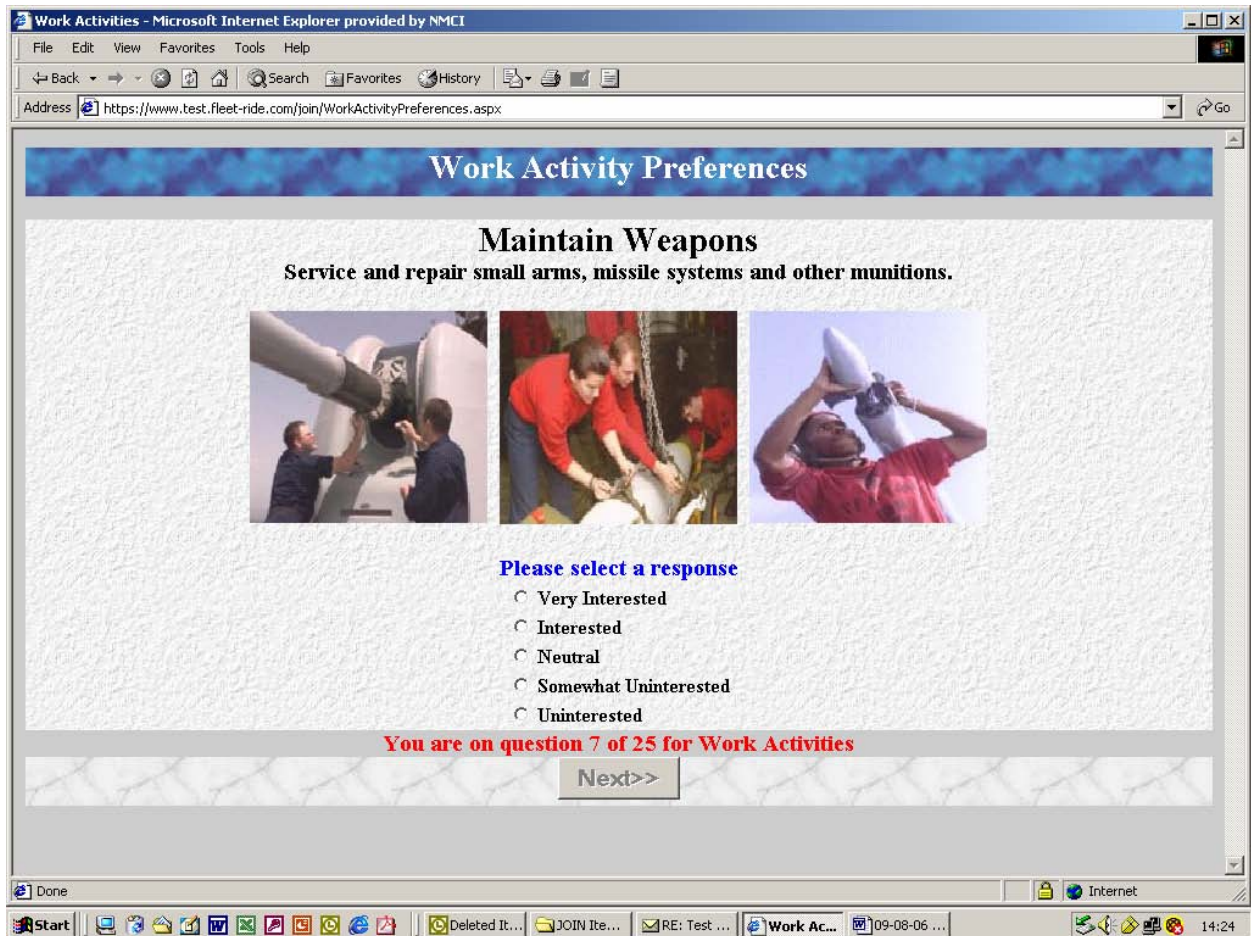 Work Activities - Microsoft Internet Explorer provided by NMCI
File Edit View Favorites Tools Help
Back Search Favorites History
Address https://www.test.fleet-ride.com/join/WorkActivityPreferences.aspx Go
Work Activity Preferences
Maintain Weapons
Service and repair small arms, missile systems and other munitions.
Please select a response
Very Interested
Interested
Neutral
Somewhat Uninterested
Uninterested
You are on question 7 of 25 for Work Activities
Next>>
Done Internet
Start Deleted It... JOIN Ite... RE: Test ... Work Ac... 09-08-06 ... 14:24